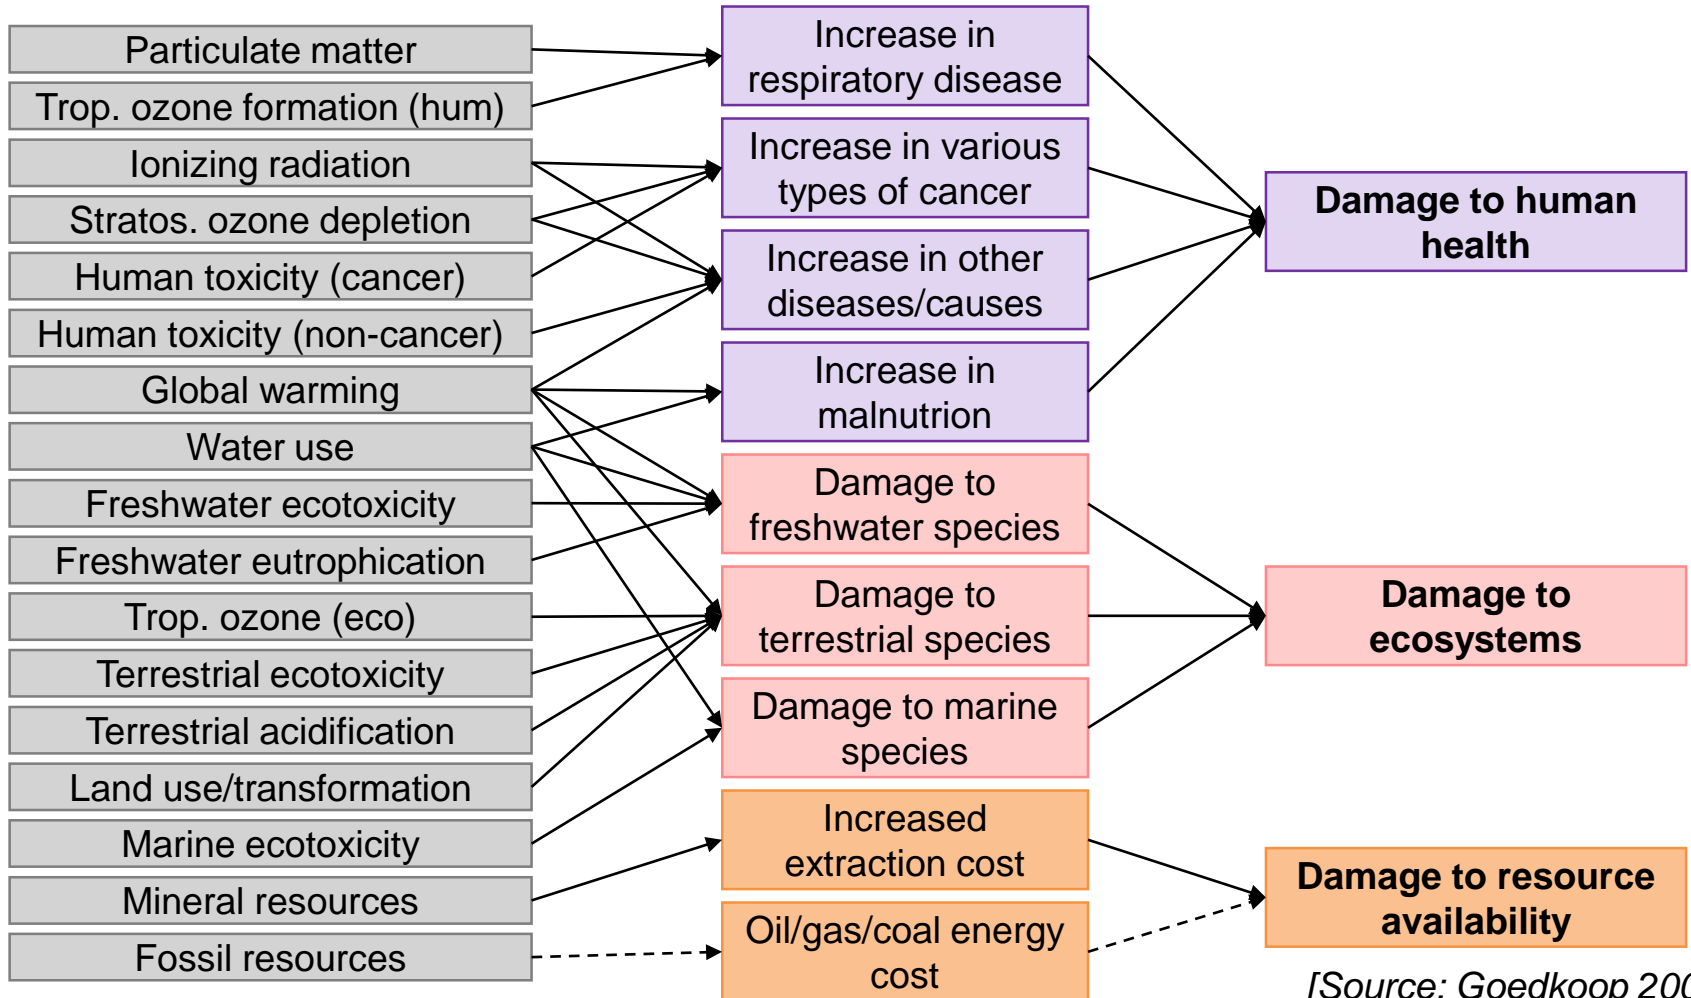 Particulate matter
Trop. ozone formation (hum)
Ionizing radiation
Stratos. ozone depletion
Human toxicity (cancer)
Human toxicity (non-cancer)
Global warming
Water use
Freshwater ecotoxicity
Freshwater eutrophication
Trop. ozone (eco)
Terrestrial ecotoxicity
Terrestrial acidification
Land use/transformation
Marine ecotoxicity
Mineral resources
Fossil resources
Increase in
respiratory disease
Increase in various
types of cancer
Increase in other
diseases/causes
Increase in
malnutrion
Damage to
freshwater species
Damage to
terrestrial species
Damage to marine
species
Increased
extraction cost
Oil/gas/coal energy
cost
Damage to human
health
Damage to
ecosystems
Damage to resource
availability
[Source: Goedkoop